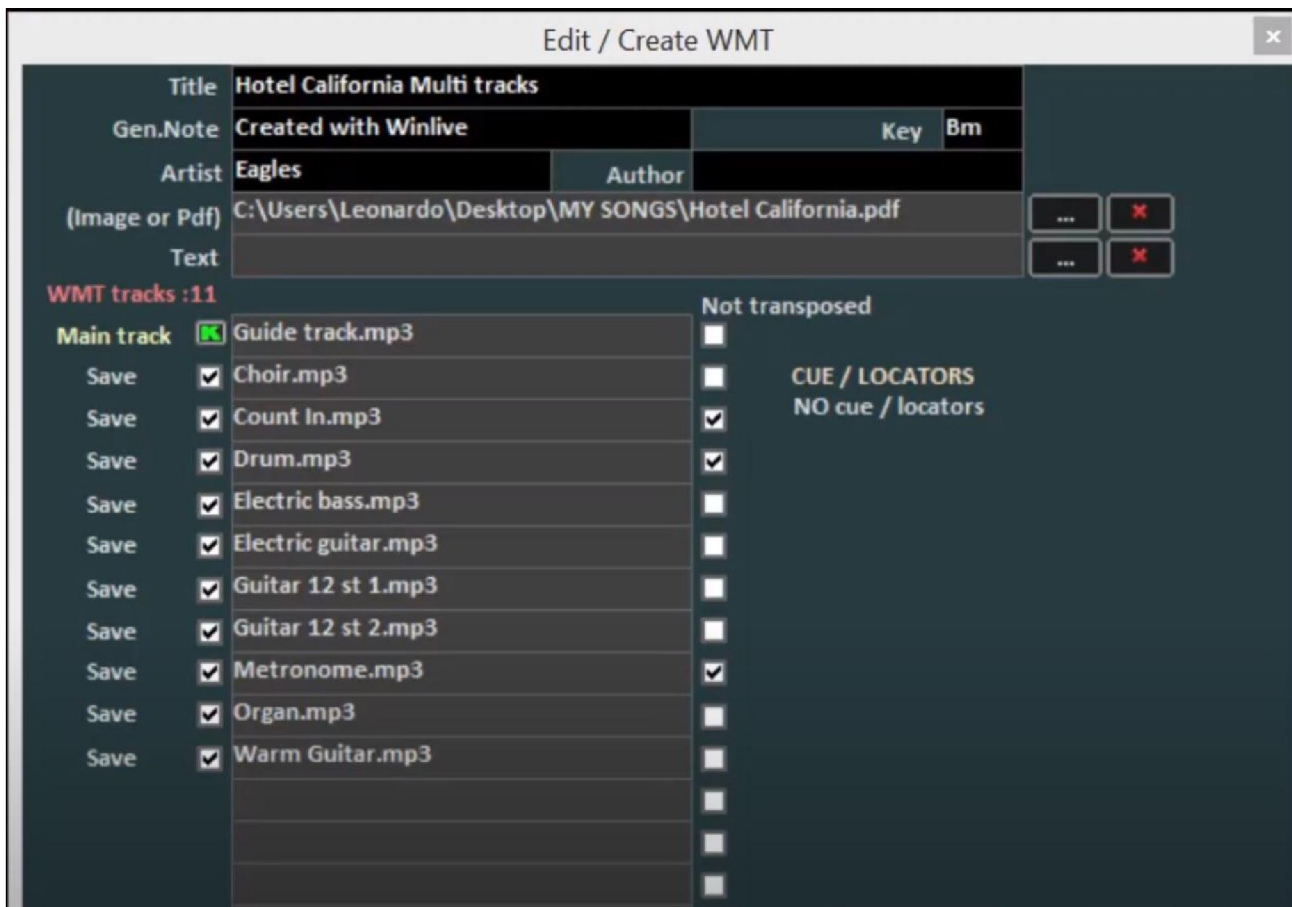 Edit / Create WMT
Title Hotel California Multi tracks
Gen.Note Created with Winlive Key Bm
Artist Eagles Author
(Image or Pdf) C:\Users\Leonardo\Desktop\MY SONGS\Hotel California.pdf ...
Text ...
WMT tracks :11
Not transposed
Main track K Guide track.mp3
Save Choir.mp3 CUE / LOCATORS
NO cue / locators
Save Count In.mp3
Save Drum.mp3
Save Electric bass.mp3
Save Electric guitar.mp3
Save Guitar 12 st 1.mp3
Save Guitar 12 st 2.mp3
Save Metronome.mp3
Save Organ.mp3
Save Warm Guitar.mp3